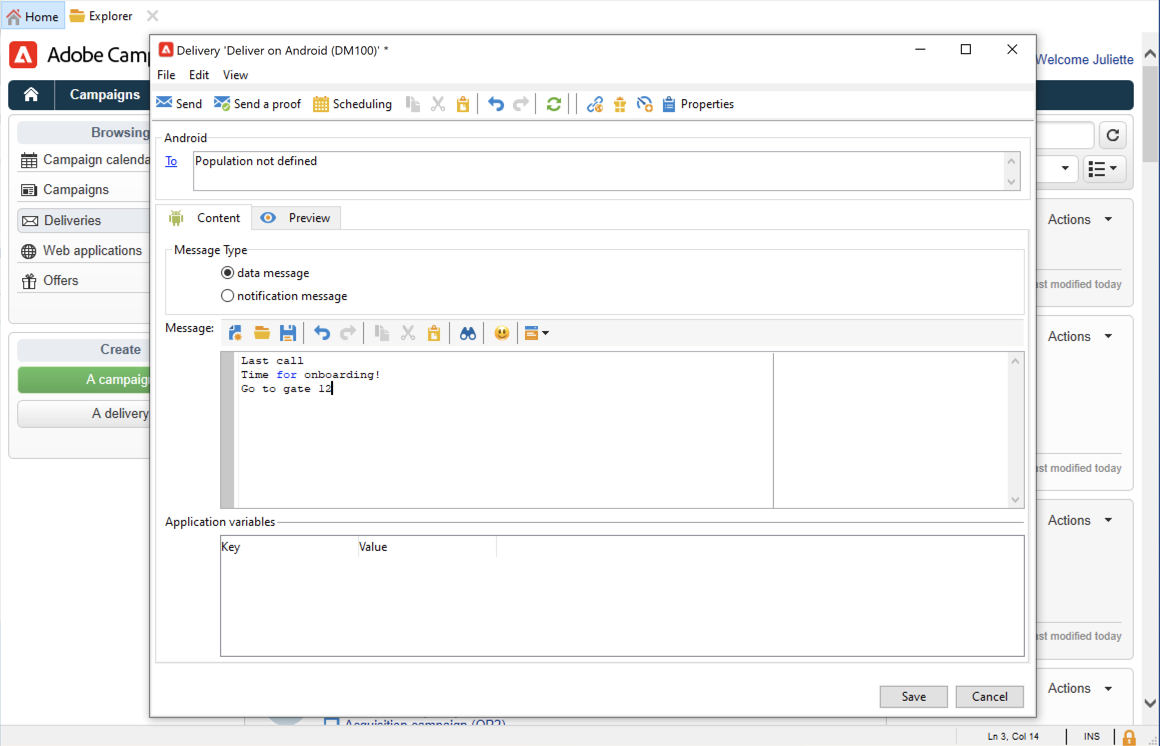 Home
Explorer
Adobe Camp
Welcome Juliette
Campaigns
Browsing
Campaign calenda
Campaigns
Deliveries
Web applications
Offers
Create
A campaig
A delivery
Delivery 'Deliver on Android (DM100)' *
File Edit View
Send Send a proof Scheduling Properties
Android
To Population not defined
Content Preview
Message Type
data message
notification message
Message:
Last call
Time for onboarding!
Go to gate 12
Application variables
Key Value
Save Cancel
Actions
ast modified today
Actions
ast modified today
Actions
ast modified today
Actions
Acquisition campaign (OP2)
Ln 3, Col 14 INS